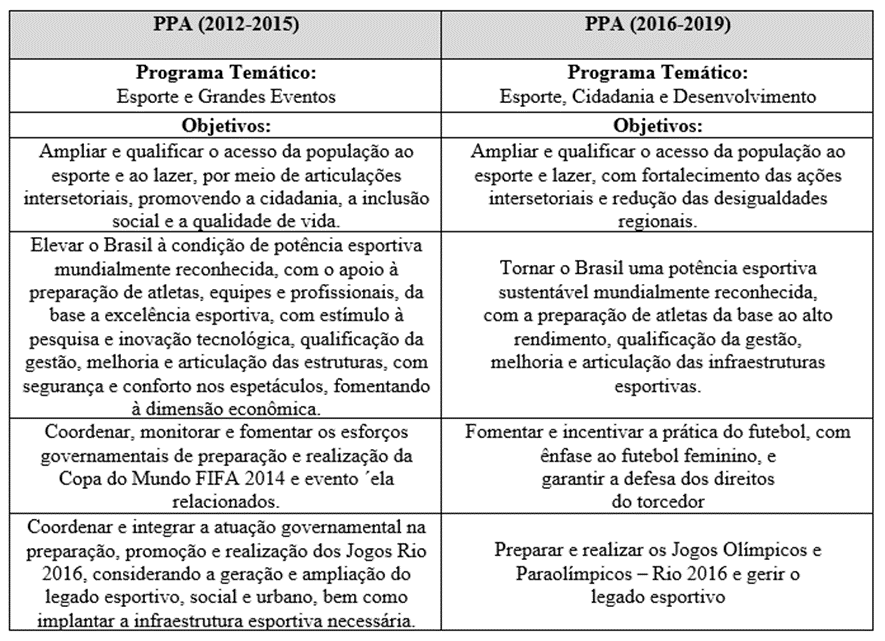 PPA (2012-2015)
PPA (2016-2019)
Programa Temático:
Esporte e Grandes Eventos
Programa Temático:
Esporte, Cidadania e Desenvolvimento
Objetivos:
Objetivos:
Ampliar e qualificar o acesso da população ao
esporte e ao lazer, por meio de articulações
intersetoriais, promovendo a cidadania, a inclusão
social e a qualidade de vida.
Ampliar e qualificar o acesso da população ao
esporte e lazer, com fortalecimento das ações
intersetoriais e redução das desigualdades
regionais.
Elevar o Brasil à condição de potência esportiva
mundialmente reconhecida, com o apoio à
preparação de atletas, equipes e profissionais, da
base a excelência esportiva, com estímulo à
pesquisa e inovação tecnológica, qualificação da
gestão, melhoria e articulação das estruturas, com
segurança e conforto nos espetáculos, fomentando
à dimensão econômica.
Tornar o Brasil uma potência esportiva
sustentável mundialmente reconhecida,
com a preparação de atletas da base ao alto
rendimento, qualificação da gestão,
melhoria e articulação das infraestruturas
esportivas.
Coordenar, monitorar e fomentar os esforços
governamentais de preparação e realização da
Copa do Mundo FIFA 2014 e evento ´ela
relacionados.
Fomentar e incentivar a prática do futebol, com
ênfase ao futebol feminino, e
garantir a defesa dos direitos
do torcedor
Coordenar e integrar a atuação governamental na
preparação, promoção e realização dos Jogos Rio
2016, considerando a geração e ampliação do
legado esportivo, social e urbano, bem como
implantar a infraestrutura esportiva necessária.
Preparar e realizar os Jogos Olímpicos e
Paraolímpicos – Rio 2016 e gerir o
legado esportivo